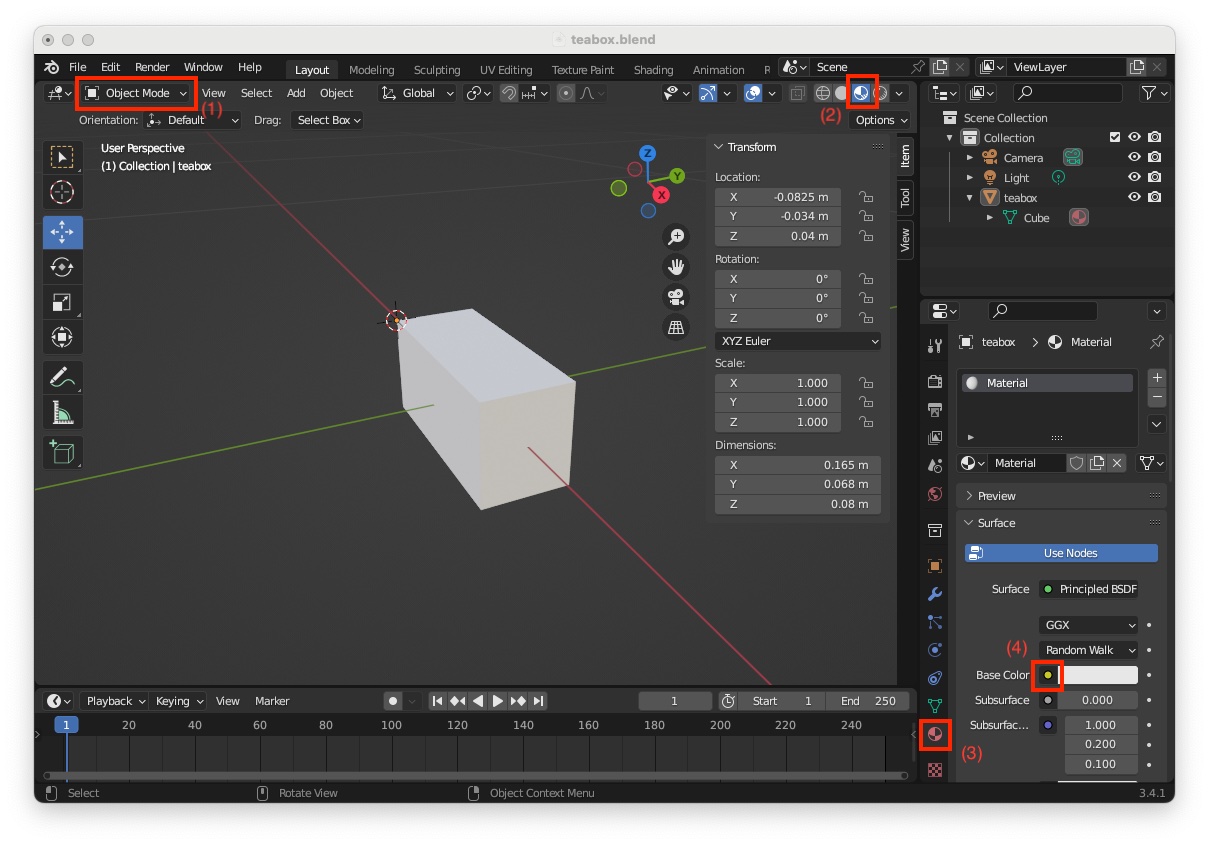 teabox.blend
File Edit Render Window Help Layout Modeling Sculpting UV Editing Texture Paint Shading Animation R Scene ViewLayer
Object Mode View Select Add Object Global
(1) (2)
Orientation: Default Drag: Select Box Options
User Perspective
(1) Collection | teabox
Z
Y
X
Item
Tool
View
Transform
Location:
X -0.0825 m
Y -0.034 m
Z 0.04 m
Rotation:
X 0°
Y 0°
Z 0°
XYZ Euler
Scale:
X 1.000
Y 1.000
Z 1.000
Dimensions:
X 0.165 m
Y 0.068 m
Z 0.08 m
Scene Collection
Collection
Camera
Light
teabox
Cube
teabox > Material
Material
Material
Preview
Surface
Use Nodes
Surface Principled BSDF
GGX
(4) Random Walk
Base Color
Subsurface 0.000
Subsurfac... 1.000
0.200
0.100
(3)
Playback Keying View Marker 1 Start 1 End 250
1 20 40 60 80 100 120 140 160 180 200 220 240
Select Rotate View Object Context Menu 3.4.1